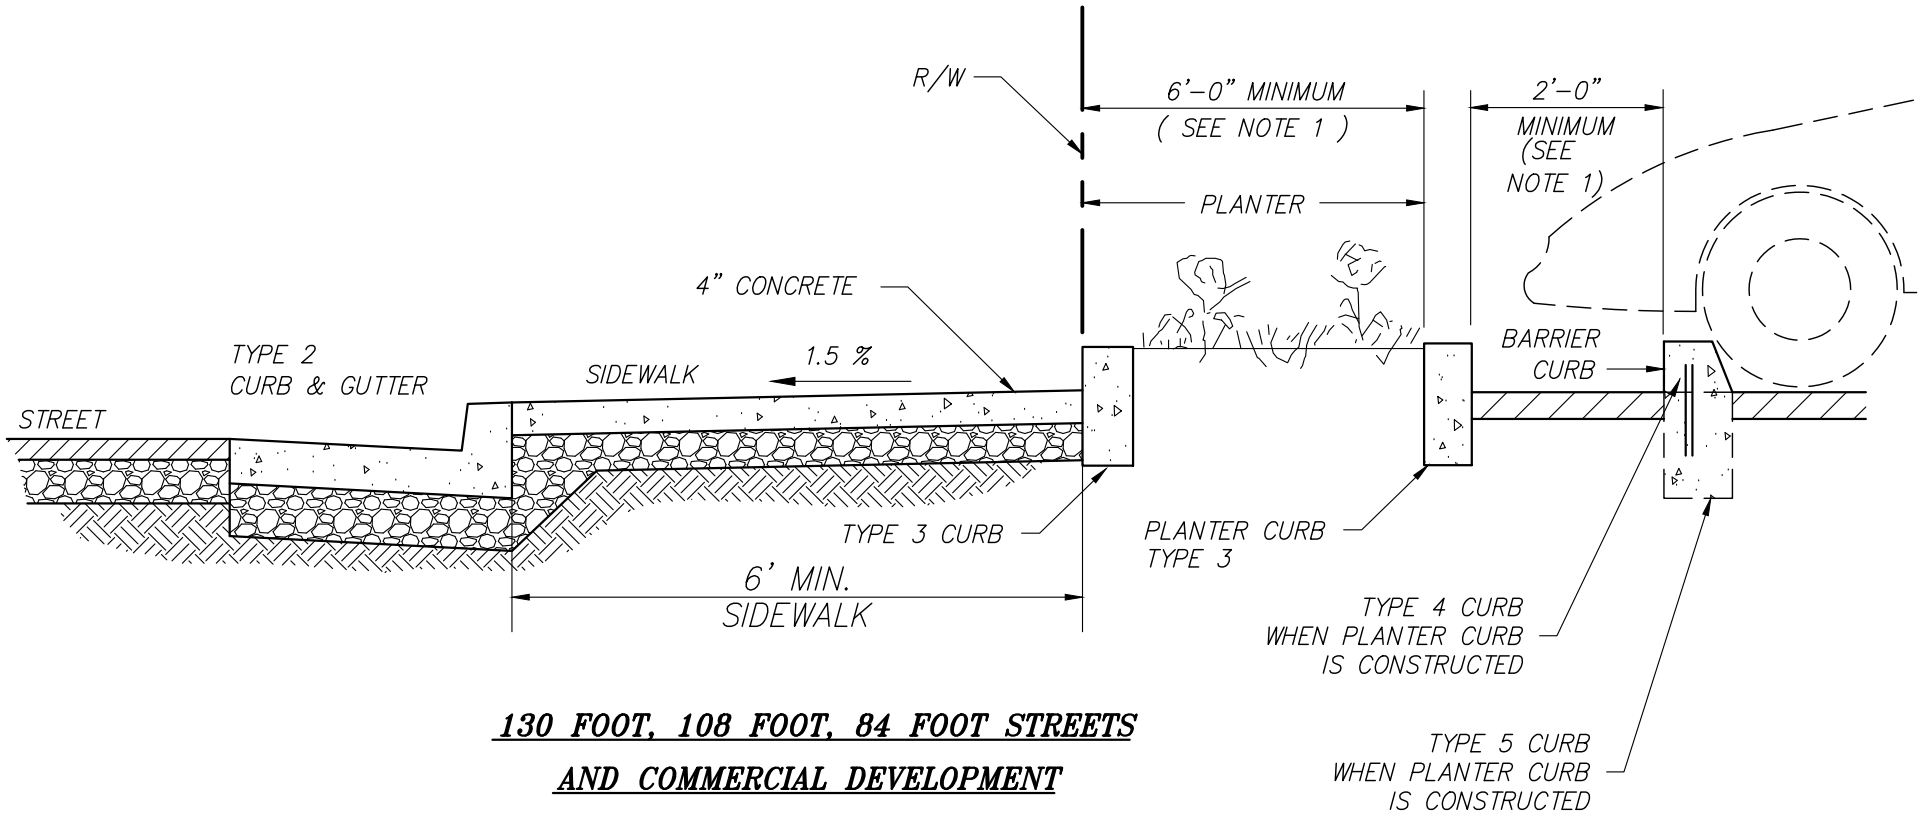 R/W
6'-0" MINIMUM
( SEE NOTE 1 )
2'-0"
MINIMUM
(SEE
NOTE 1)
PLANTER
4" CONCRETE
TYPE 2
CURB & GUTTER
SIDEWALK
1.5 %
BARRIER
CURB
STREET
TYPE 3 CURB
PLANTER CURB
TYPE 3
6' MIN.
SIDEWALK
TYPE 4 CURB
WHEN PLANTER CURB
IS CONSTRUCTED
130 FOOT, 108 FOOT, 84 FOOT STREETS
AND COMMERCIAL DEVELOPMENT
TYPE 5 CURB
WHEN PLANTER CURB
IS CONSTRUCTED